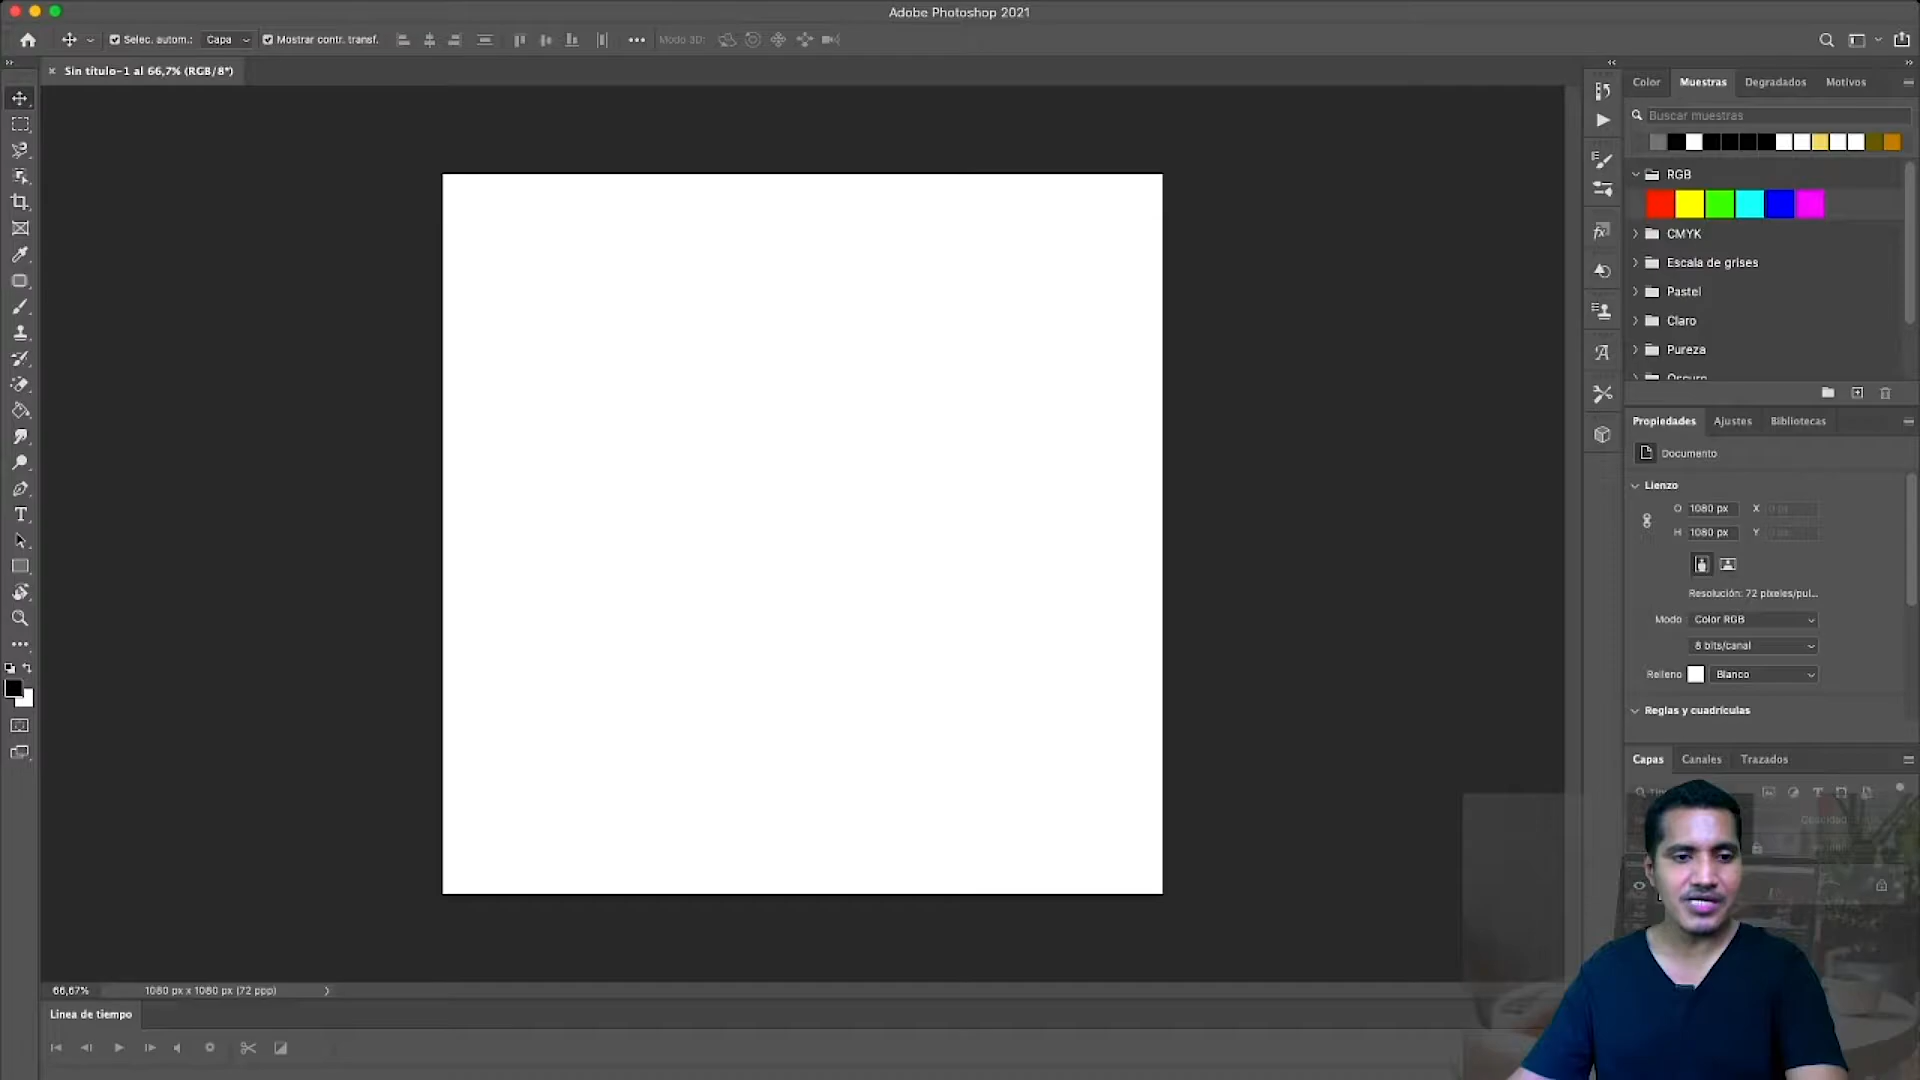 Adobe Photoshop 2021
Selec. autom.: Capa Mostrar contr. transf. Modo 3D:
Sin título-1 al 66,7% (RGB/8*)
Color Muestras Degradados Motivos
Buscar muestras
RGB
CMYK
Escala de grises
Pastel
Claro
Pureza
Oscuro
Propiedades Ajustes Bibliotecas
Documento
Lienzo
O 1080 px X
H 1080 px Y
Resolución: 72 píxeles/pul...
Modo Color RGB
8 bits/canal
Relleno Blanco
Reglas y cuadrículas
Capas Canales Trazados
Opacidad
66,67% 1080 px x 1080 px (72 ppp)
Línea de tiempo